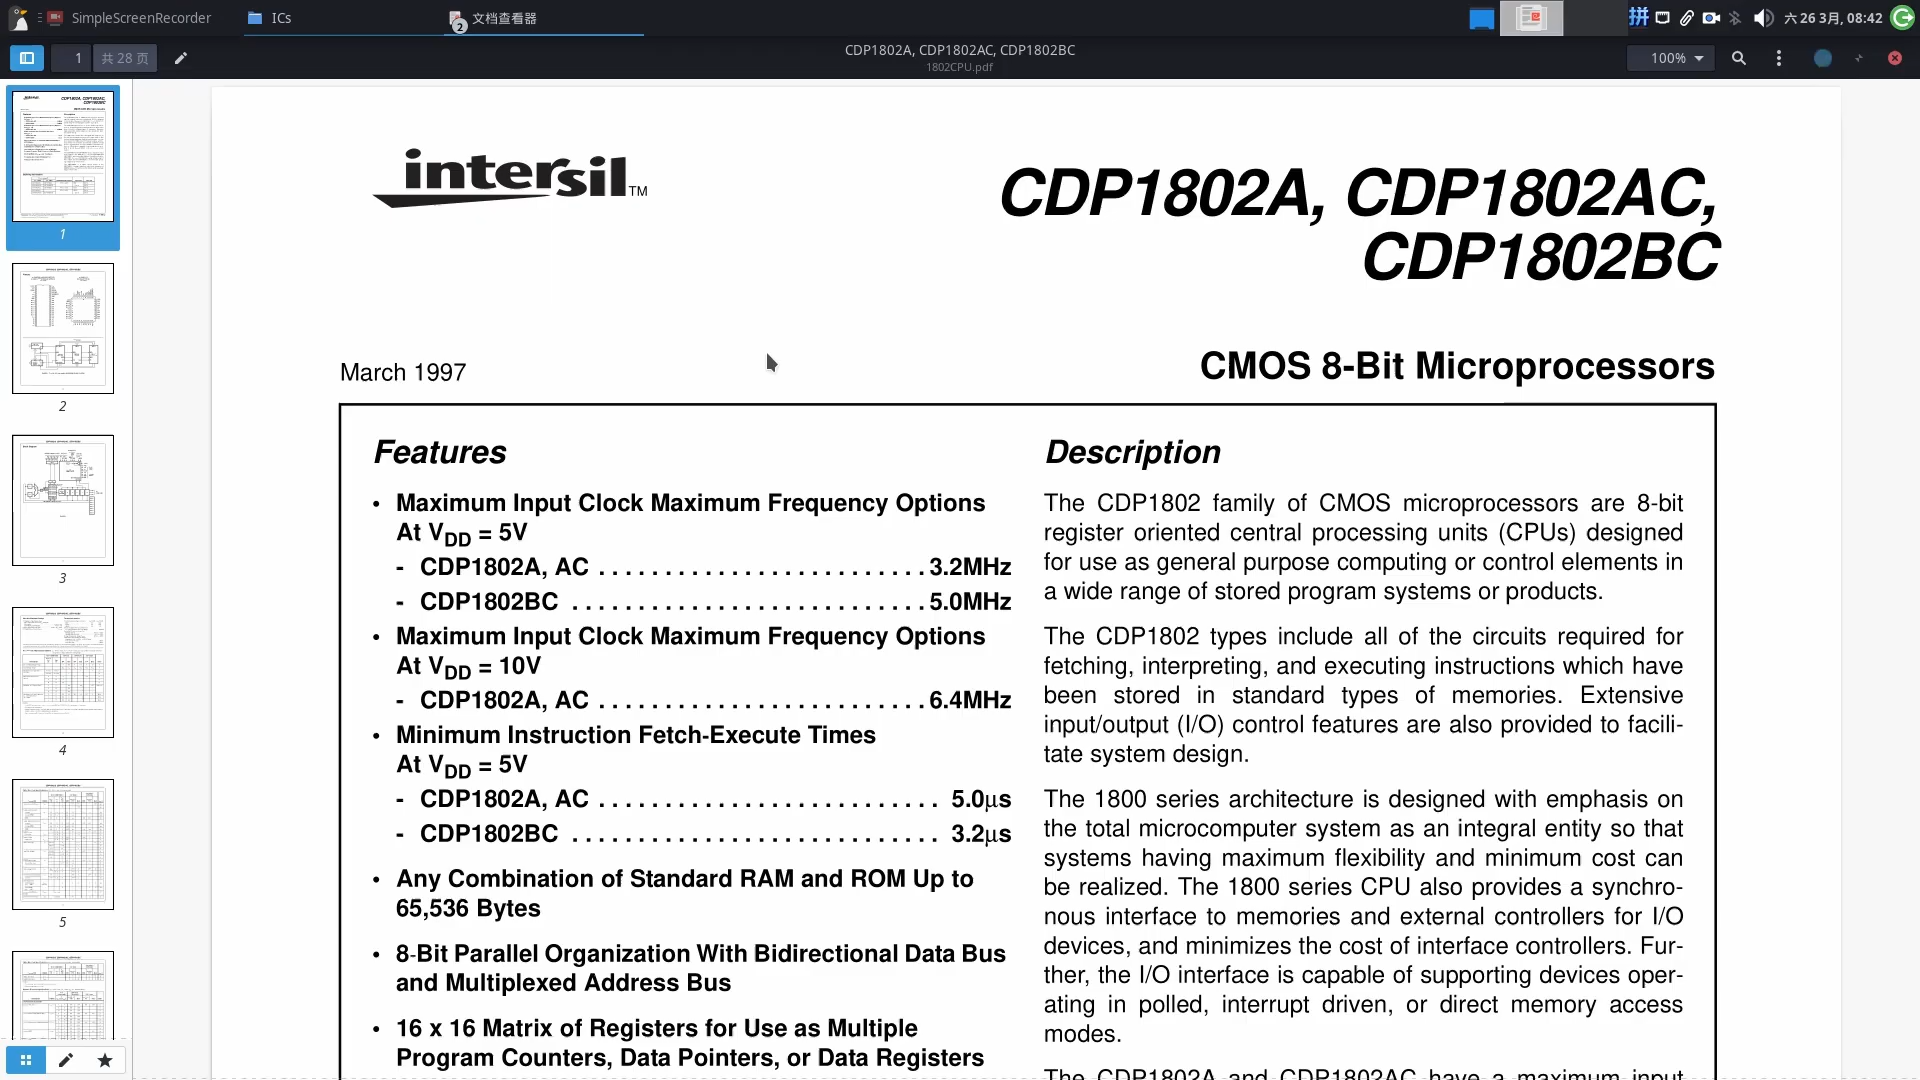 SimpleScreenRecorder
ICs
2
文档查看器
拼
六 26 3月, 08:42
1
共 28 页
CDP1802A, CDP1802AC, CDP1802BC
1802CPU.pdf
100%
1
2
3
4
5
intersil TM
CDP1802A, CDP1802AC,
CDP1802BC
March 1997
CMOS 8-Bit Microprocessors
Features
• Maximum Input Clock Maximum Frequency Options
At VDD = 5V
- CDP1802A, AC . . . . . . . . . . . . . . . . . . . . . . . . . 3.2MHz
- CDP1802BC . . . . . . . . . . . . . . . . . . . . . . . . . . . 5.0MHz
• Maximum Input Clock Maximum Frequency Options
At VDD = 10V
- CDP1802A, AC . . . . . . . . . . . . . . . . . . . . . . . . . 6.4MHz
• Minimum Instruction Fetch-Execute Times
At VDD = 5V
- CDP1802A, AC . . . . . . . . . . . . . . . . . . . . . . . . . . 5.0μs
- CDP1802BC . . . . . . . . . . . . . . . . . . . . . . . . . . . . 3.2μs
• Any Combination of Standard RAM and ROM Up to
65,536 Bytes
• 8-Bit Parallel Organization With Bidirectional Data Bus
and Multiplexed Address Bus
• 16 x 16 Matrix of Registers for Use as Multiple
Program Counters, Data Pointers, or Data Registers
Description
The CDP1802 family of CMOS microprocessors are 8-bit
register oriented central processing units (CPUs) designed
for use as general purpose computing or control elements in
a wide range of stored program systems or products.
The CDP1802 types include all of the circuits required for
fetching, interpreting, and executing instructions which have
been stored in standard types of memories. Extensive
input/output (I/O) control features are also provided to facili-
tate system design.
The 1800 series architecture is designed with emphasis on
the total microcomputer system as an integral entity so that
systems having maximum flexibility and minimum cost can
be realized. The 1800 series CPU also provides a synchro-
nous interface to memories and external controllers for I/O
devices, and minimizes the cost of interface controllers. Fur-
ther, the I/O interface is capable of supporting devices oper-
ating in polled, interrupt driven, or direct memory access
modes.
The CDP1802A and CDP1802AC have a maximum input